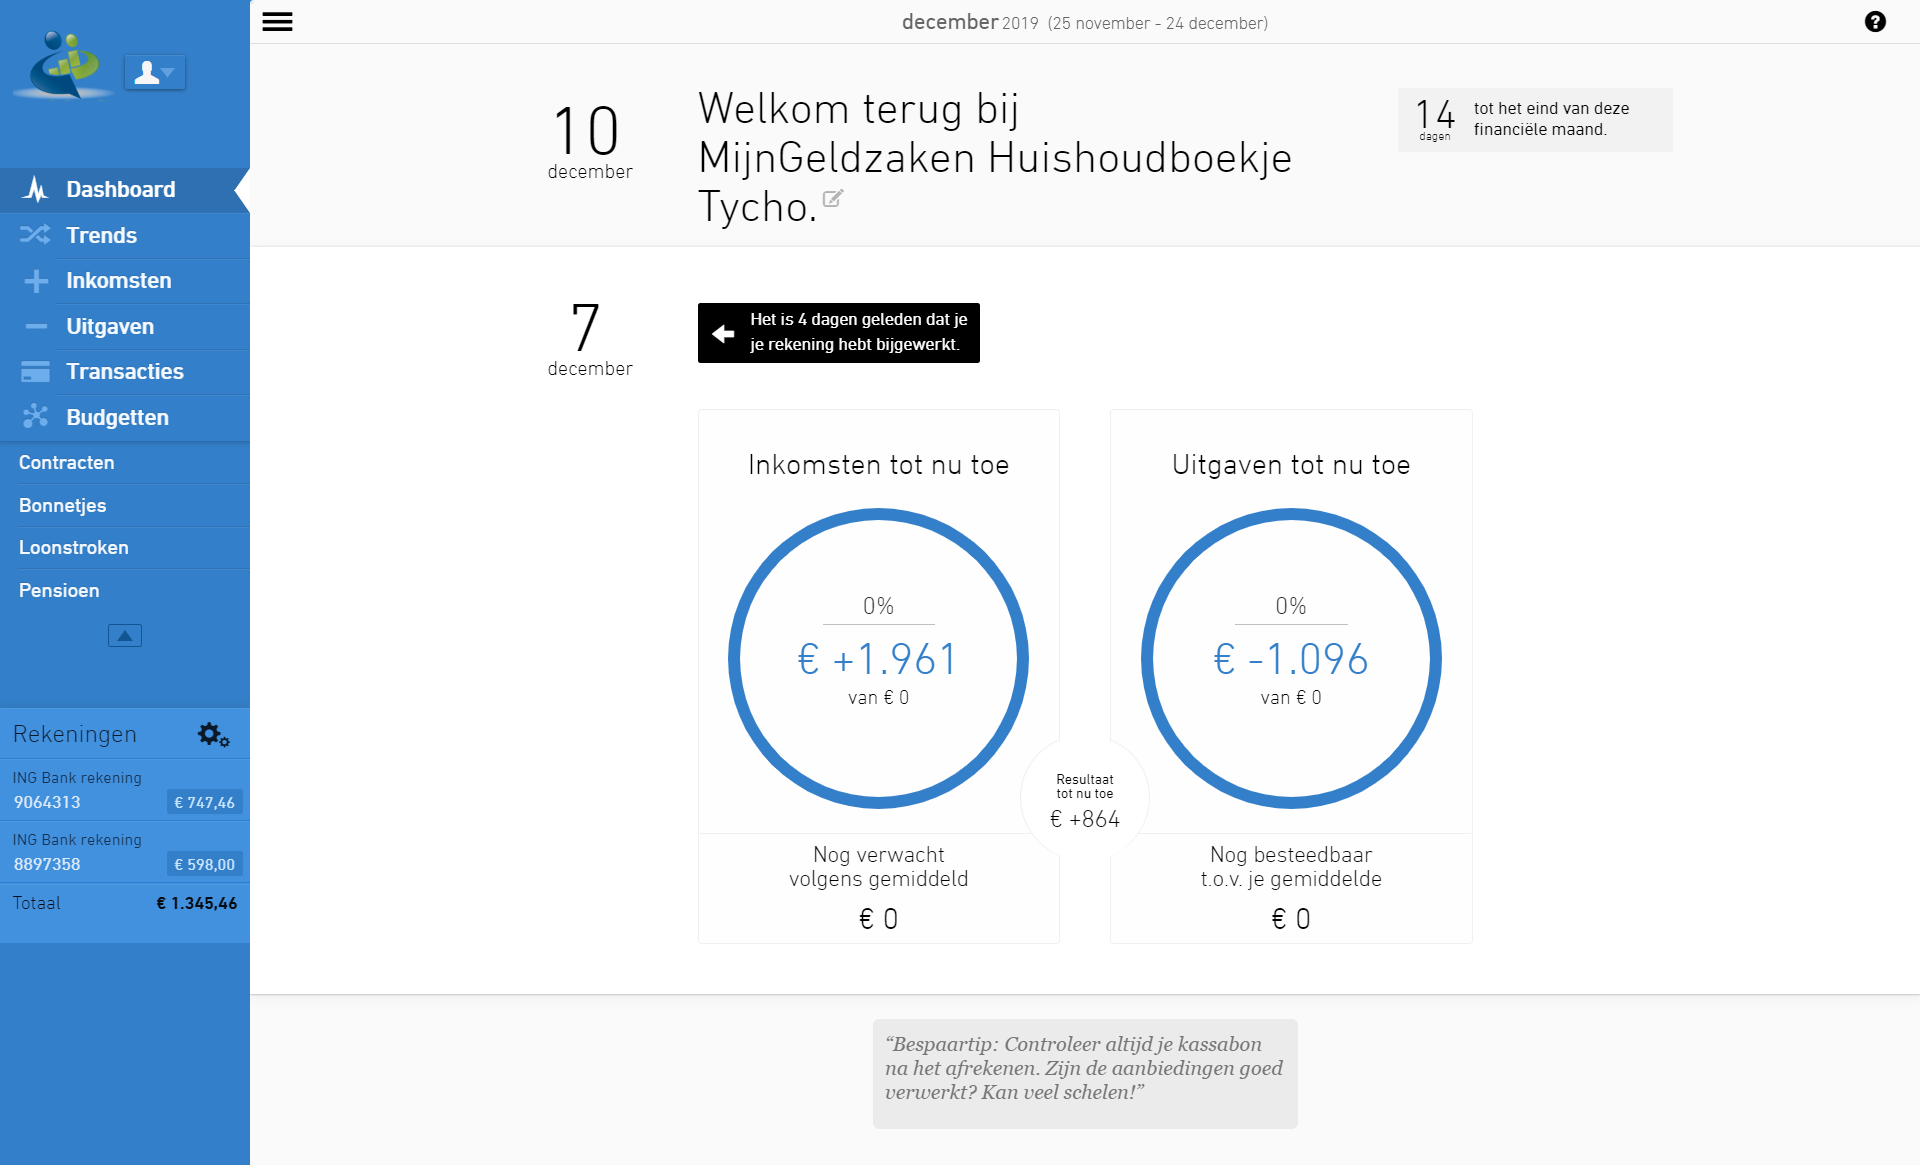 december 2019 (25 november - 24 december)
Dashboard
Trends
Inkomsten
Uitgaven
Transacties
Budgetten
Contracten
Bonnetjes
Loonstroken
Pensioen
Rekeningen
ING Bank rekening
9064313 € 747,46
ING Bank rekening
8897358 € 598,00
Totaal € 1.345,46
10
december
Welkom terug bij
MijnGeldzaken Huishoudboekje
Tycho.
14
dagen
tot het eind van deze
financiële maand.
7
december
Het is 4 dagen geleden dat je
je rekening hebt bijgewerkt.
Inkomsten tot nu toe
0%
€ +1.961
van € 0
Nog verwacht
volgens gemiddeld
€ 0
Resultaat
tot nu toe
€ +864
Uitgaven tot nu toe
0%
€ -1.096
van € 0
Nog besteedbaar
t.o.v. je gemiddelde
€ 0
“Bespaartip: Controleer altijd je kassabon
na het afrekenen. Zijn de aanbiedingen goed
verwerkt? Kan veel schelen!”